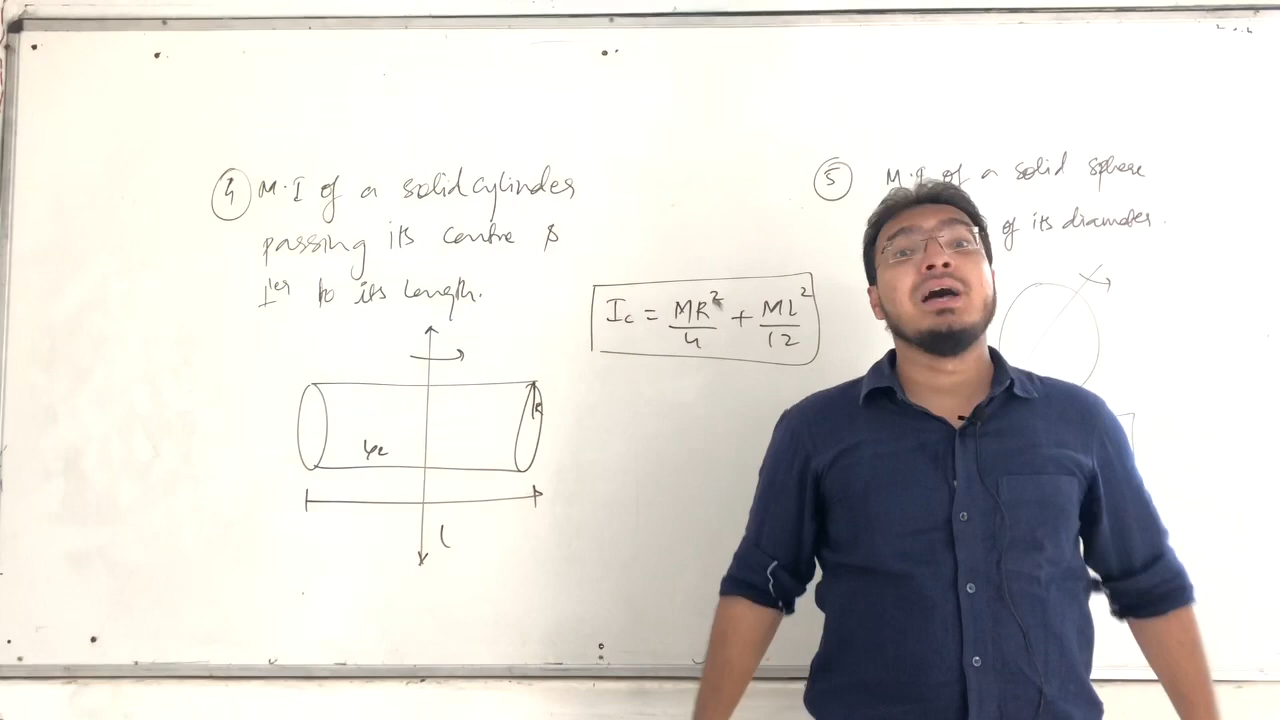 4 M.I of a solid cylinder
passing its centre &
⊥er to its length.
R
L
I_c = MR²/4 + ML²/12
5 M.I of a solid sphere
of its diameter.